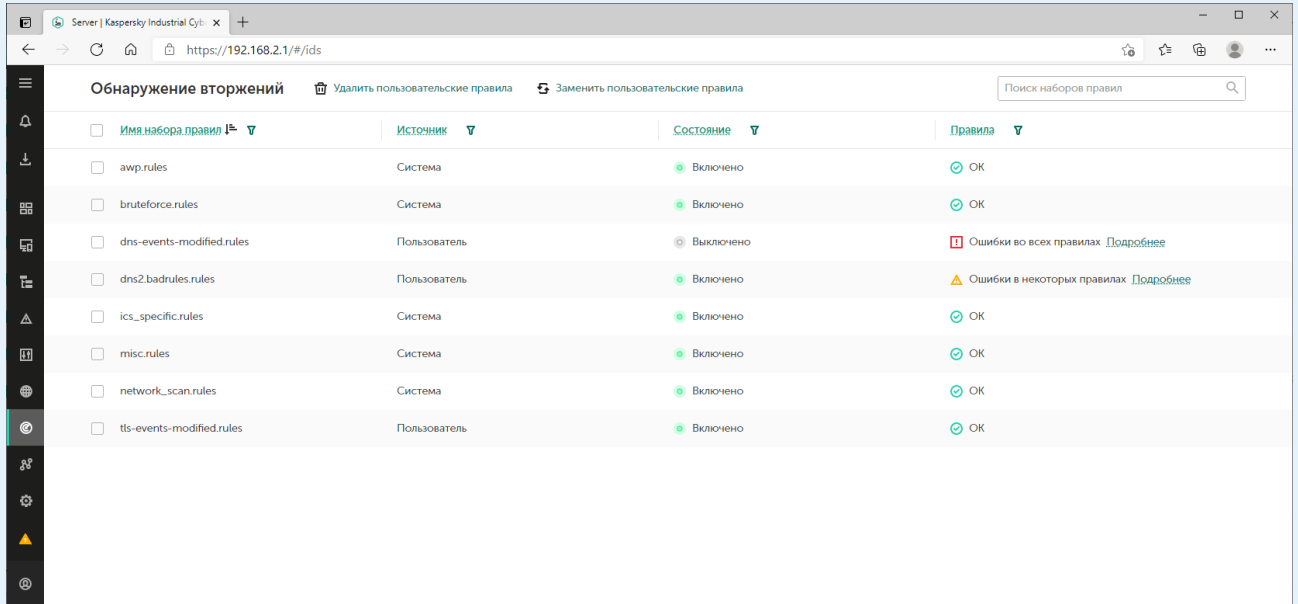 Server | Kaspersky Industrial Cyb
https://192.168.2.1/#/ids
Обнаружение вторжений Удалить пользовательские правила Заменить пользовательские правила Поиск наборов правил
Имя набора правил Источник Состояние Правила
awp.rules Система Включено OK
bruteforce.rules Система Включено OK
dns-events-modified.rules Пользователь Выключено Ошибки во всех правилах Подробнее
dns2.badrules.rules Пользователь Включено Ошибки в некоторых правилах Подробнее
ics_specific.rules Система Включено OK
misc.rules Система Включено OK
network_scan.rules Система Включено OK
tls-events-modified.rules Пользователь Включено OK